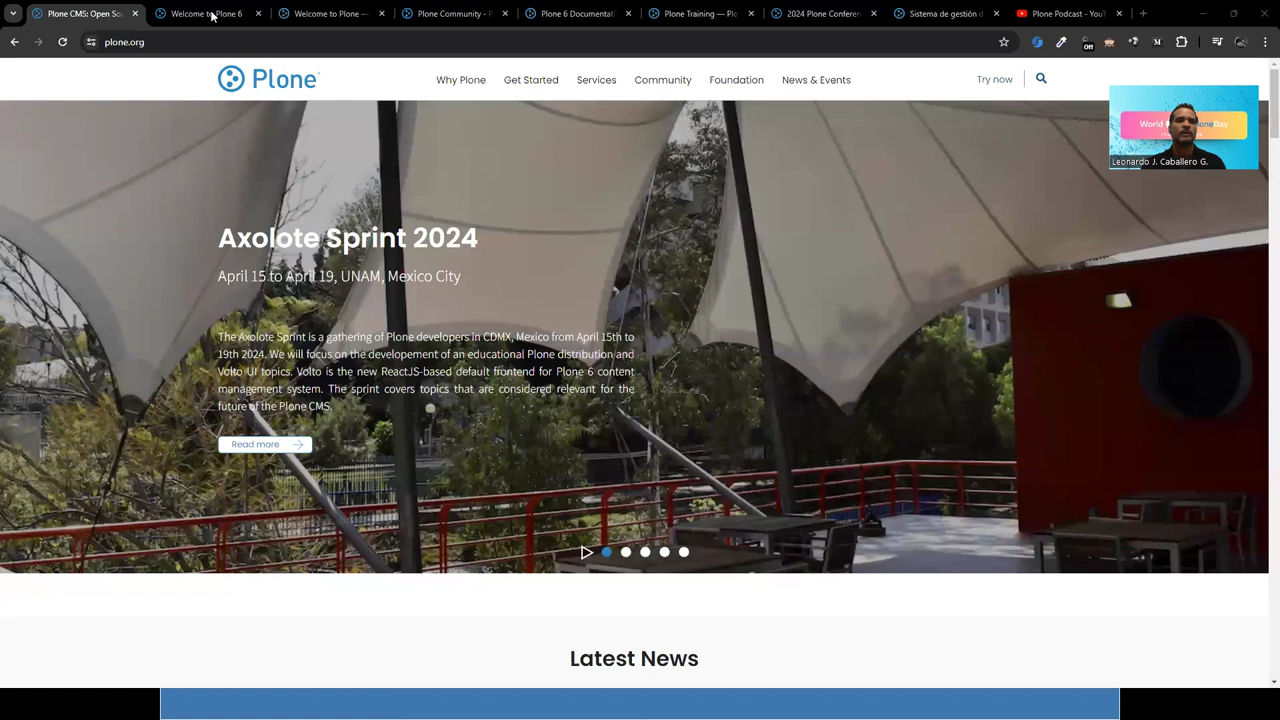 Plone CMS: Open Sou
Welcome to Plone 6
Welcome to Plone —
Plone Community - P
Plone 6 Documentati
Plone Training — Plo
2024 Plone Conferen
Sistema de gestión d
Plone Podcast - YouT
plone.org
Off
Plone
Why Plone
Get Started
Services
Community
Foundation
News & Events
Try now
World
Day
Leonardo J. Caballero G.
Axolote Sprint 2024
April 15 to April 19, UNAM, Mexico City
The Axolote Sprint is a gathering of Plone developers in CDMX, Mexico from April 15th to
19th 2024. We will focus on the developement of an educational Plone distribution and
Volto UI topics. Volto is the new ReactJS-based default frontend for Plone 6 content
management system. The sprint covers topics that are considered relevant for the
future of the Plone CMS.
Read more
Latest News